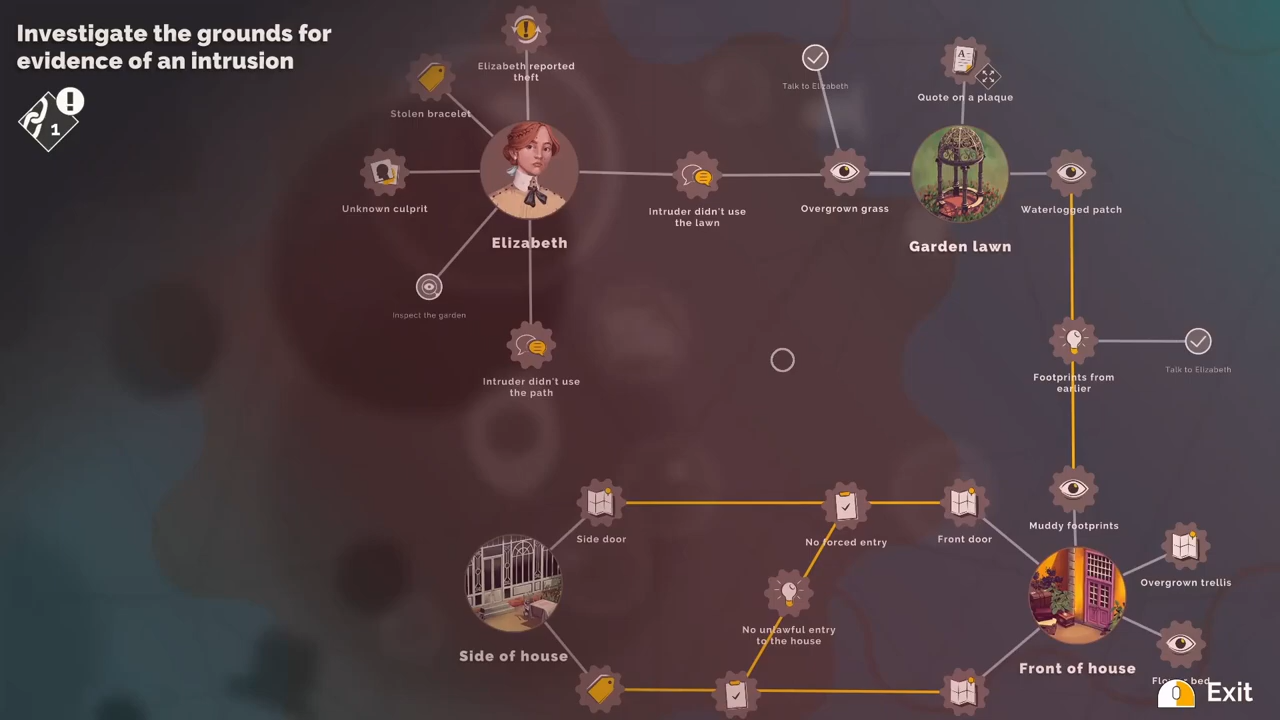 Investigate the grounds for
evidence of an intrusion
1
Elizabeth reported
theft
Stolen bracelet
Unknown culprit
Elizabeth
Inspect the garden
Intruder didn't use
the path
Intruder didn't use
the lawn
Talk to Elizabeth
Overgrown grass
Quote on a plaque
Garden lawn
Waterlogged patch
Footprints from
earlier
Talk to Elizabeth
Muddy footprints
Side door
No forced entry
Front door
Overgrown trellis
No unlawful entry
to the house
Side of house
Front of house
Flower bed
Exit